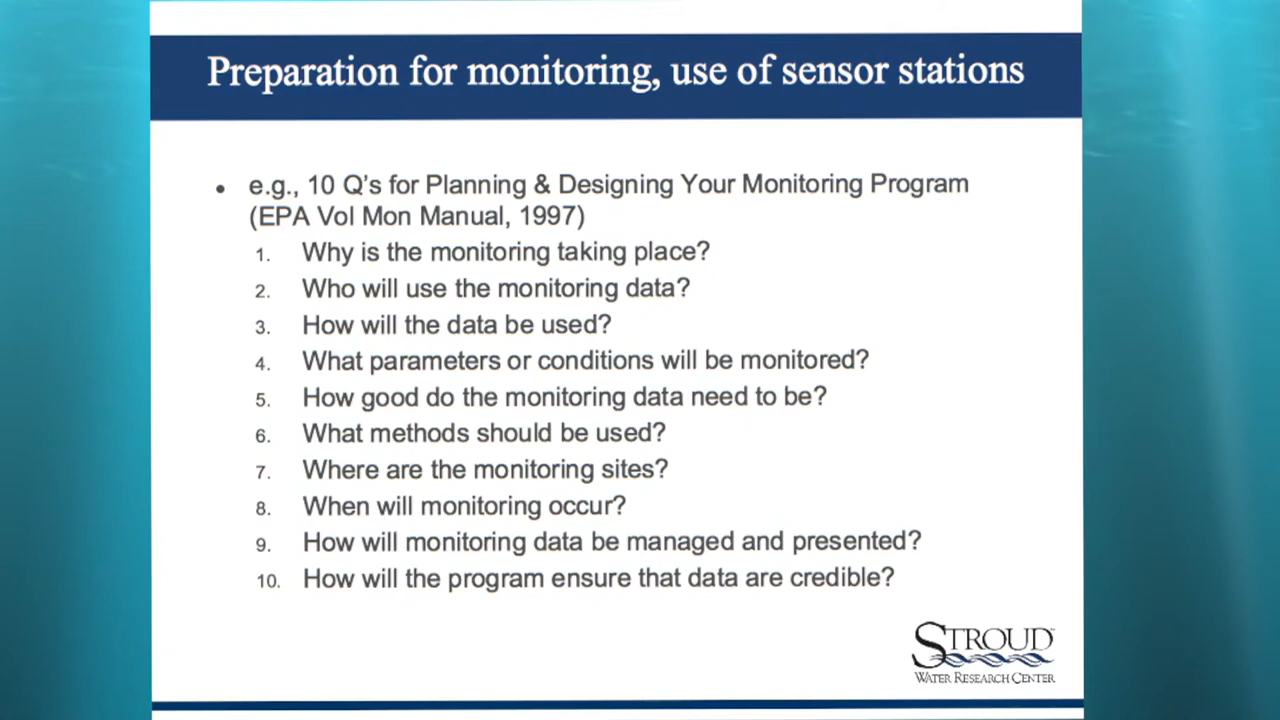 Preparation for monitoring, use of sensor stations
• e.g., 10 Q's for Planning & Designing Your Monitoring Program
(EPA Vol Mon Manual, 1997)
1. Why is the monitoring taking place?
2. Who will use the monitoring data?
3. How will the data be used?
4. What parameters or conditions will be monitored?
5. How good do the monitoring data need to be?
6. What methods should be used?
7. Where are the monitoring sites?
8. When will monitoring occur?
9. How will monitoring data be managed and presented?
10. How will the program ensure that data are credible?
STROUD™
WATER RESEARCH CENTER